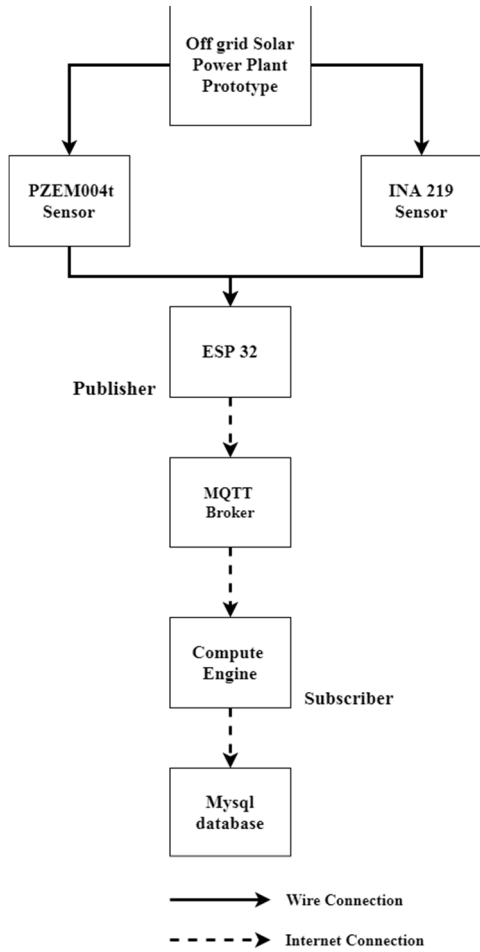 Off grid Solar
Power Plant
Prototype
PZEM004t
Sensor
INA 219
Sensor
ESP 32
Publisher
MQTT
Broker
Compute
Engine
Subscriber
Mysql
database
Wire Connection
Internet Connection